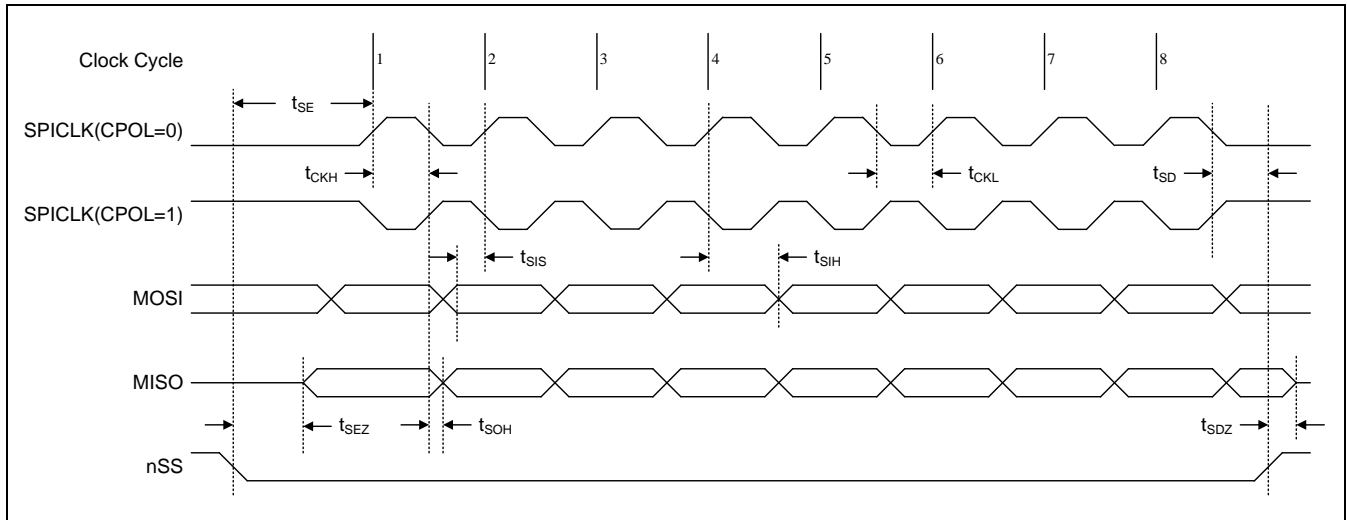 Clock Cycle 1 2 3 4 5 6 7 8
tSE
SPICLK(CPOL=0)
tCKH tCKL tSD
SPICLK(CPOL=1)
tSIS tSIH
MOSI
MISO
tSEZ tSOH tSDZ
nSS